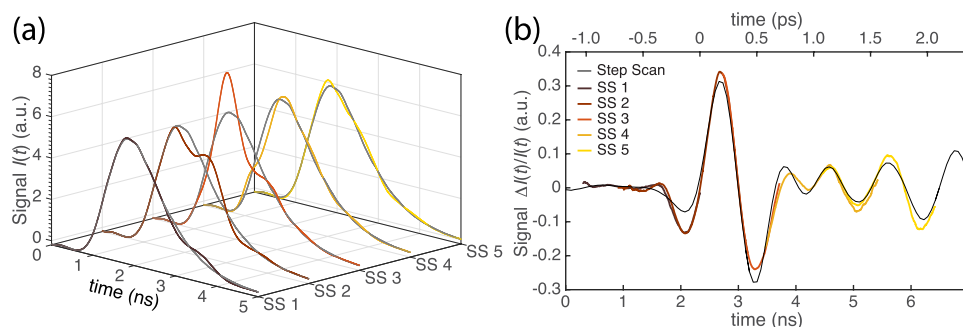 (a)
Signal I(t) (a.u.)
8
6
4
2
0
0
1
2
3
4
5
time (ns)
SS 1
SS 2
SS 3
SS 4
SS 5
(b)
time (ps)
-1.0
-0.5
0
0.5
1.0
1.5
2.0
Signal ΔI(t)/I(t) (a.u.)
0.4
0.3
0.2
0.1
0
-0.1
-0.2
-0.3
Step Scan
SS 1
SS 2
SS 3
SS 4
SS 5
0
1
2
3
4
5
6
time (ns)